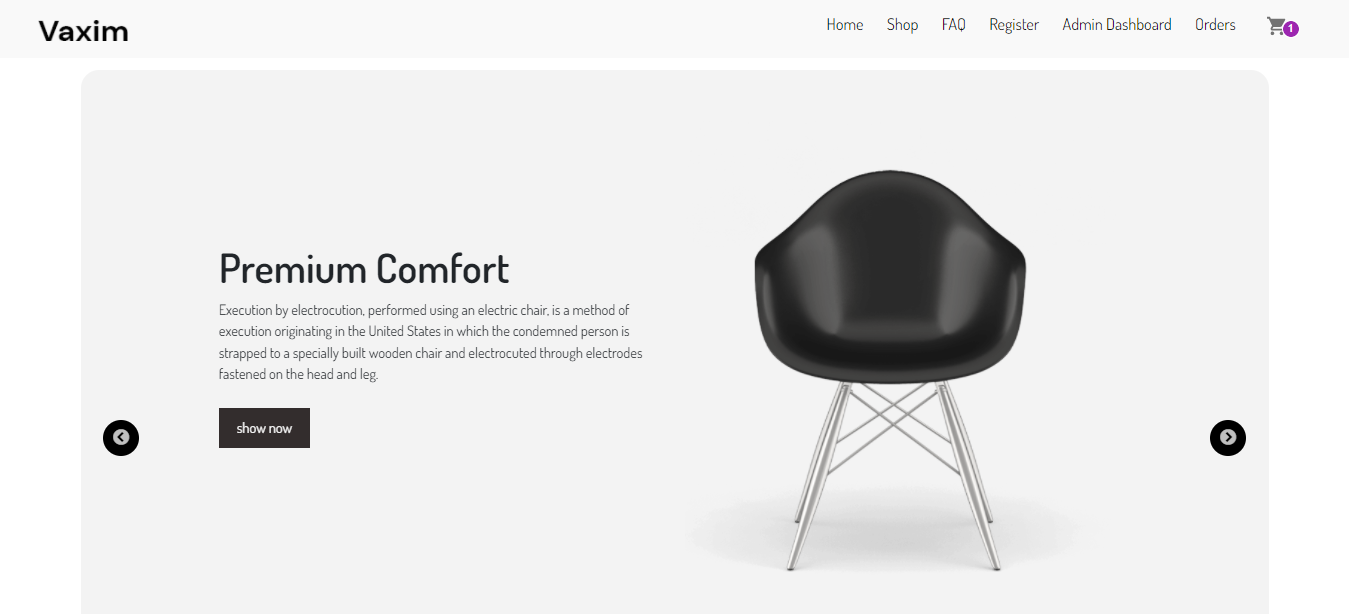 Vaxim
Home Shop FAQ Register Admin Dashboard Orders 1
Premium Comfort
Execution by electrocution, performed using an electric chair, is a method of
execution originating in the United States in which the condemned person is
strapped to a specially built wooden chair and electrocuted through electrodes
fastened on the head and leg.
show now